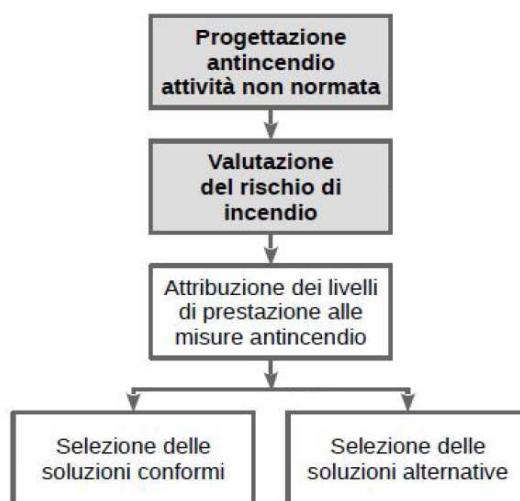 Progettazione
antincendio
attività non normata
Valutazione
del rischio di
incendio
Attribuzione dei livelli
di prestazione alle
misure antincendio
Selezione delle
soluzioni conformi
Selezione delle
soluzioni alternative